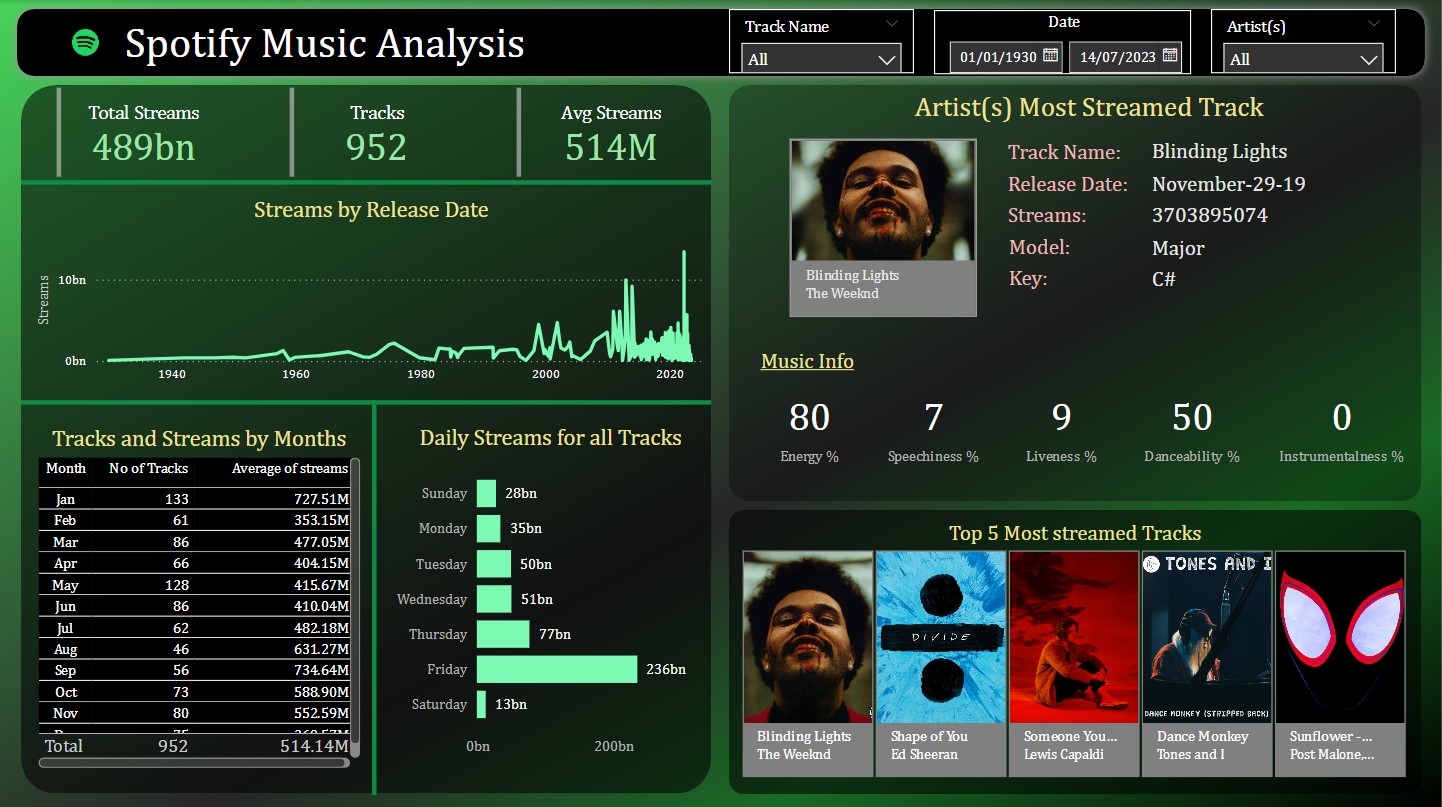 Spotify Music Analysis
Track Name
All
Date
01/01/1930
14/07/2023
Artist(s)
All
Total Streams
489bn
Tracks
952
Avg Streams
514M
Streams by Release Date
Streams
10bn
0bn
1940
1960
1980
2000
2020
Tracks and Streams by Months
Month No of Tracks Average of streams
Jan 133 727.51M
Feb 61 353.15M
Mar 86 477.05M
Apr 66 404.15M
May 128 415.67M
Jun 86 410.04M
Jul 62 482.18M
Aug 46 631.27M
Sep 56 734.64M
Oct 73 588.90M
Nov 80 552.59M
Total 952 514.14M
Daily Streams for all Tracks
Sunday 28bn
Monday 35bn
Tuesday 50bn
Wednesday 51bn
Thursday 77bn
Friday 236bn
Saturday 13bn
0bn 200bn
Artist(s) Most Streamed Track
Blinding Lights
The Weeknd
Track Name: Blinding Lights
Release Date: November-29-19
Streams: 3703895074
Model: Major
Key: C#
Music Info
80
Energy %
7
Speechiness %
9
Liveness %
50
Danceability %
0
Instrumentalness %
Top 5 Most streamed Tracks
Blinding Lights
The Weeknd
DIVIDE
Shape of You
Ed Sheeran
Someone You...
Lewis Capaldi
TONES AND I
DANCE MONKEY (STRIPPED BACK)
Dance Monkey
Tones and I
Sunflower -...
Post Malone,...